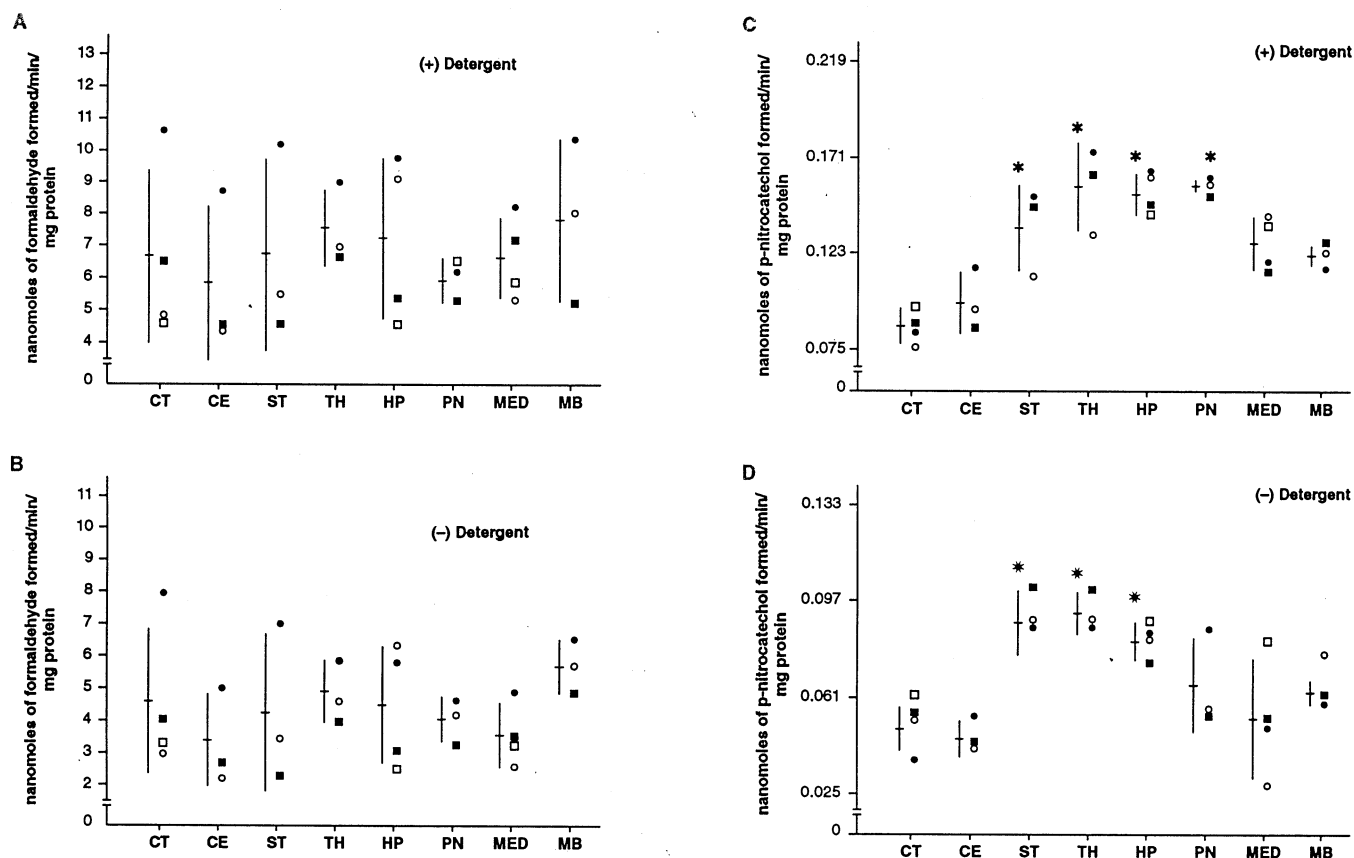 A
(+) Detergent
nanomoles of formaldehyde formed/min/
mg protein
13
12
11
10
9
8
7
6
5
4
0
CT CE ST TH HP PN MED MB
B
(–) Detergent
nanomoles of formaldehyde formed/min/
mg protein
11
10
9
8
7
6
5
4
3
2
0
CT CE ST TH HP PN MED MB
C
(+) Detergent
nanomoles of p-nitrocatechol formed/min/
mg protein
0.219
0.171
0.123
0.075
0
* * * *
CT CE ST TH HP PN MED MB
D
(–) Detergent
nanomoles of p-nitrocatechol formed/min/
mg protein
0.133
0.097
0.061
0.025
0
* * *
CT CE ST TH HP PN MED MB